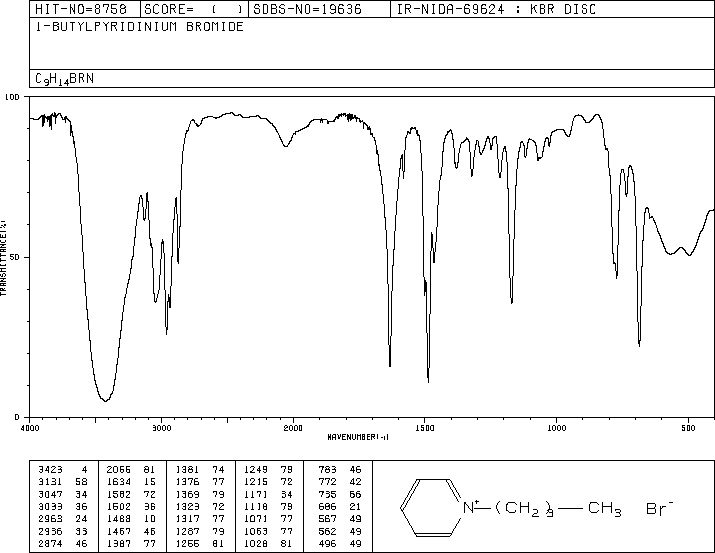 HIT-NO=8758 SCORE= ( ) SDBS-NO=19636 IR-NIDA-69624 : KBR DISC
1-BUTYLPYRIDINIUM BROMIDE
C9H14BRN
100
50
0
TRANSMITTANCE(%)
4000 3000 2000 1500 1000 500
WAVENUMBER(-1)
3423 4 2066 81 1381 74 1249 79 783 46
3131 58 1634 15 1376 77 1215 72 772 42
3047 34 1582 72 1369 79 1171 34 735 66
1502 36 1323 72 1118 79 686 21
2963 24 1488 10 1317 77 1071 77 567 49
2936 33 1467 46 1287 79 1063 77 562 49
2874 46 1387 77 1256 81 1028 81 496 49
N+ (CH2)3 CH3 Br-